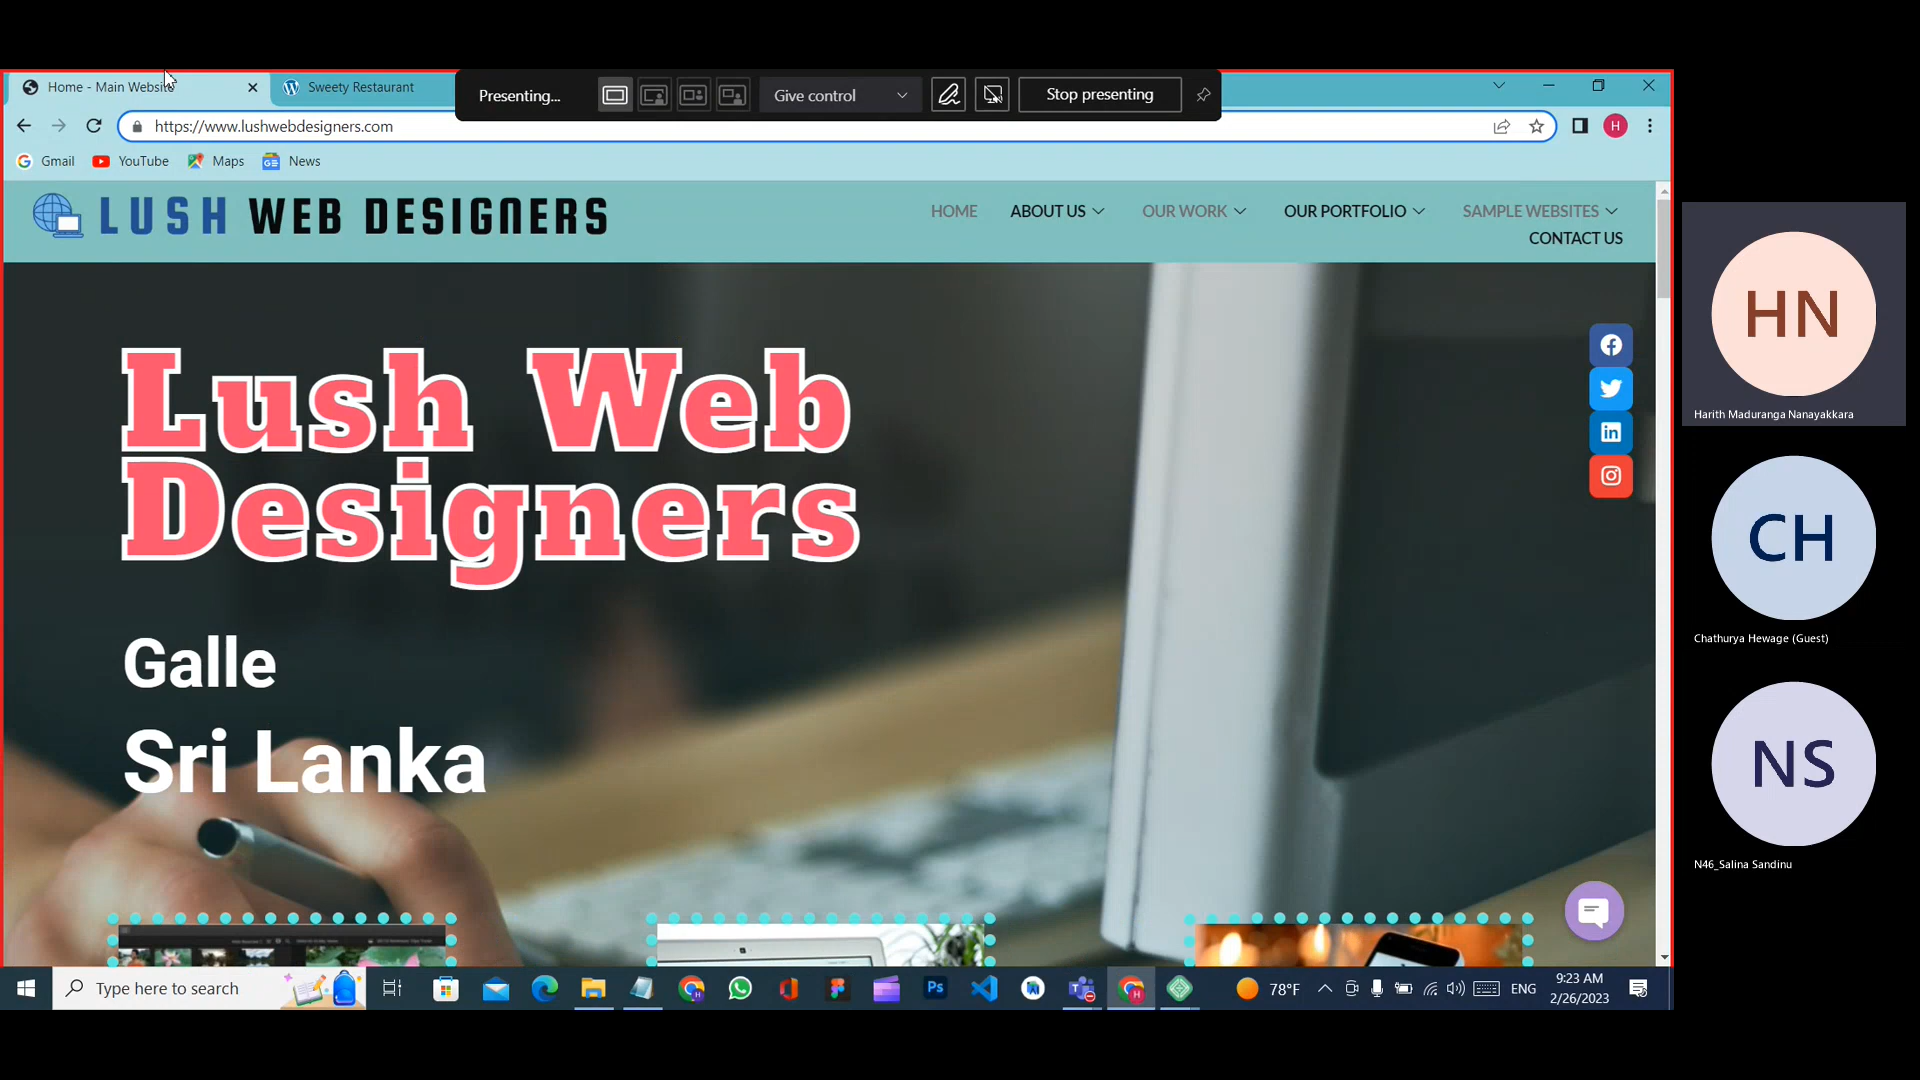 Home - Main Website
Sweety Restaurant
Presenting...
Give control
Stop presenting
https://www.lushwebdesigners.com
H
Gmail
YouTube
Maps
News
LUSH WEB DESIGNERS
HOME
ABOUT US
OUR WORK
OUR PORTFOLIO
SAMPLE WEBSITES
CONTACT US
Lush Web
Designers
Galle
Sri Lanka
HN
Harith Maduranga Nanayakkara
CH
Chathurya Hewage (Guest)
NS
N46_Salina Sandinu
Type here to search
Ps
78°F
ENG
9:23 AM
2/26/2023